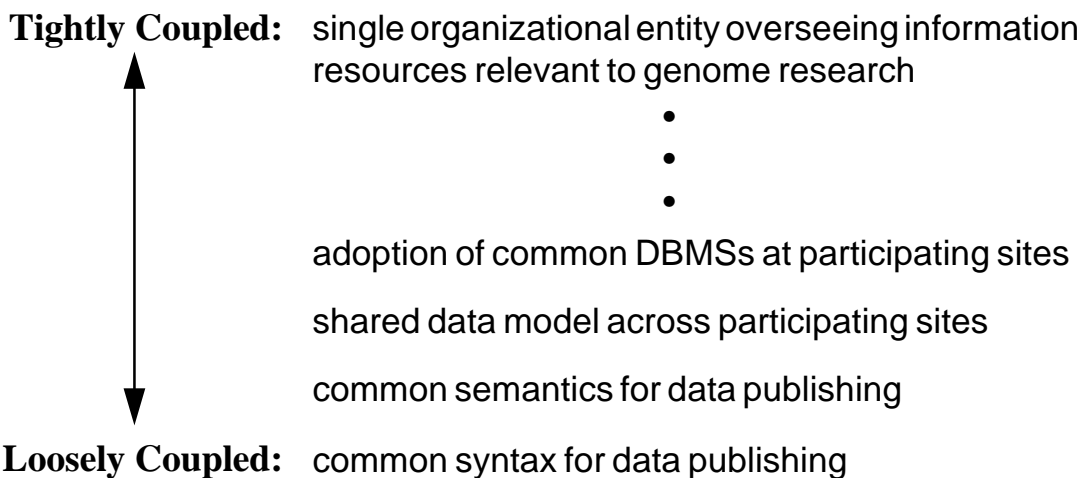 Tightly Coupled: single organizational entity overseeing information
resources relevant to genome research
•
•
•
adoption of common DBMSs at participating sites
shared data model across participating sites
common semantics for data publishing
Loosely Coupled: common syntax for data publishing